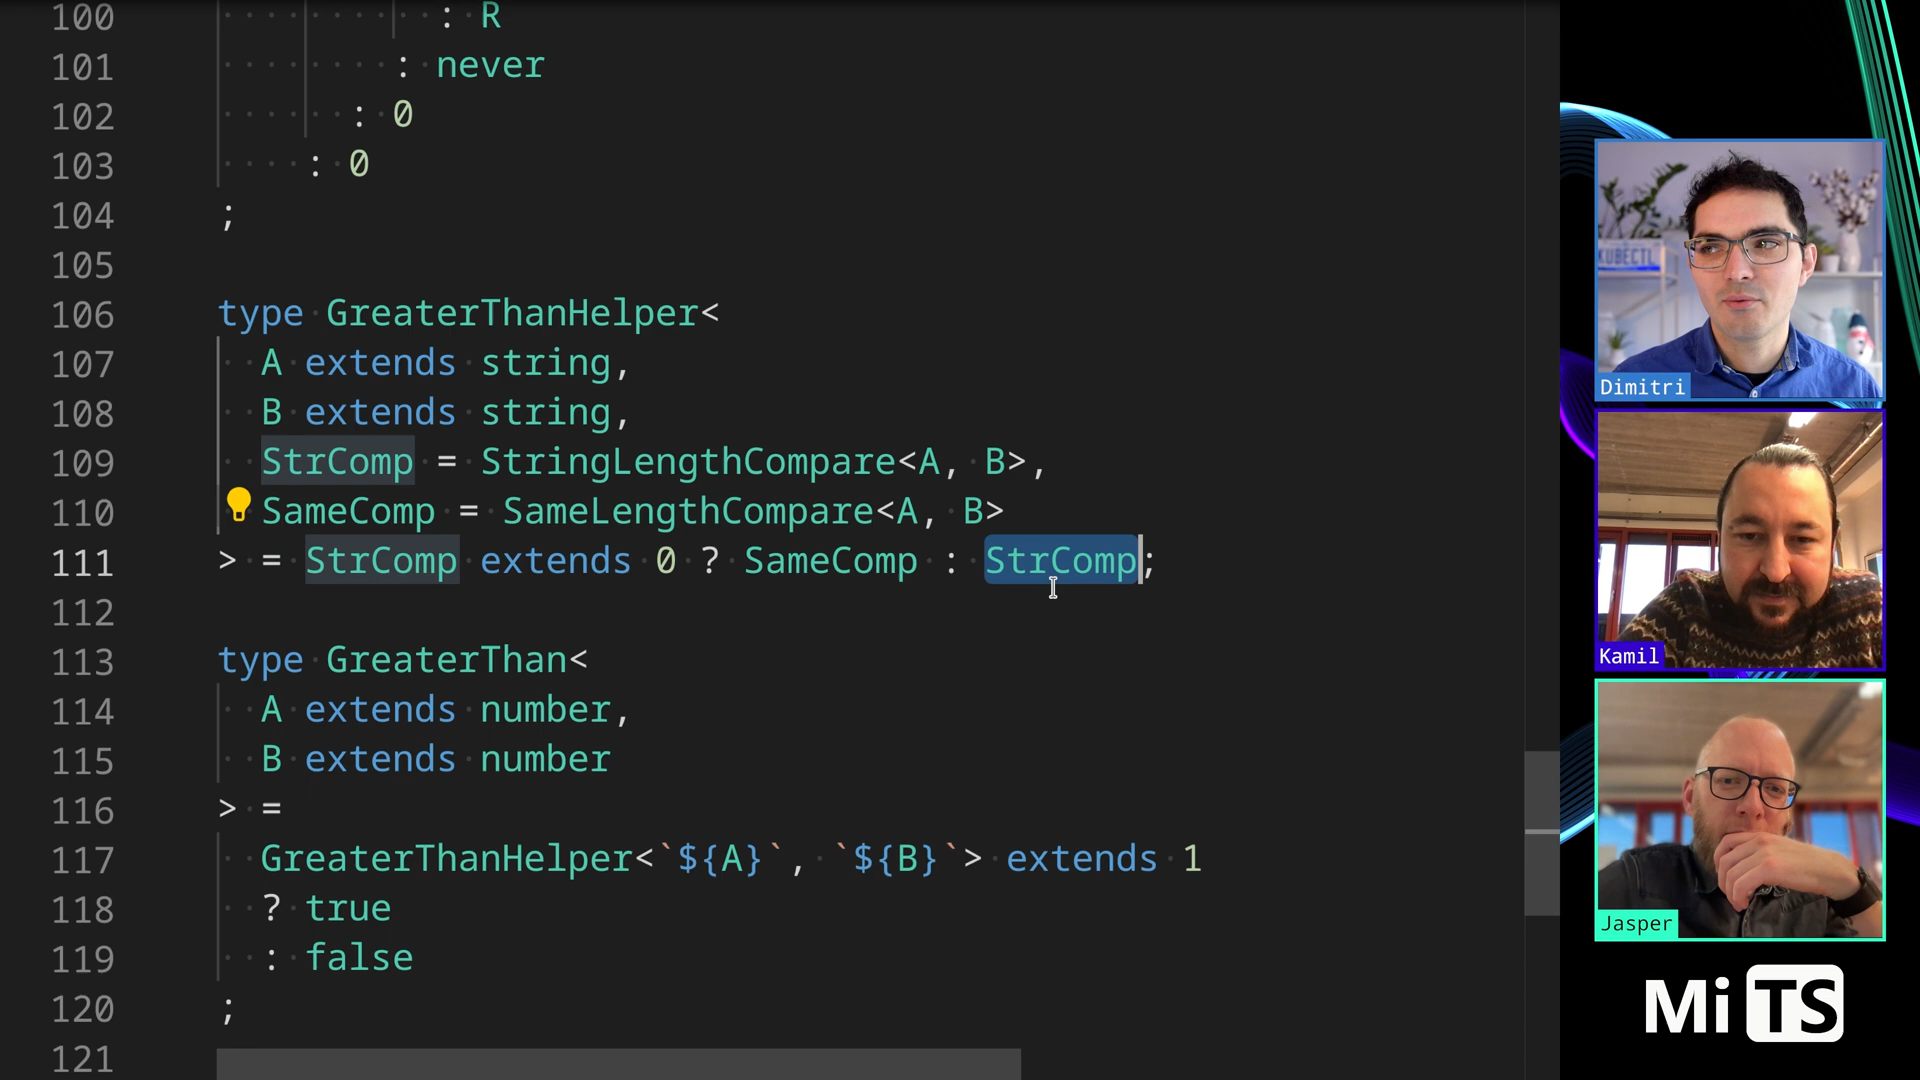 100 : R
101 : never
102 : 0
103 : 0
104 ;
105
106 type GreaterThanHelper<
107 A extends string,
108 B extends string,
109 StrComp = StringLengthCompare<A, B>,
110 SameComp = SameLengthCompare<A, B>
111 > = StrComp extends 0 ? SameComp : StrComp;
112
113 type GreaterThan<
114 A extends number,
115 B extends number
116 > =
117 GreaterThanHelper<`${A}`, `${B}`> extends 1
118 ? true
119 : false
120 ;
121
KUBECTL
Dimitri
Kamil
Jasper
Mi TS